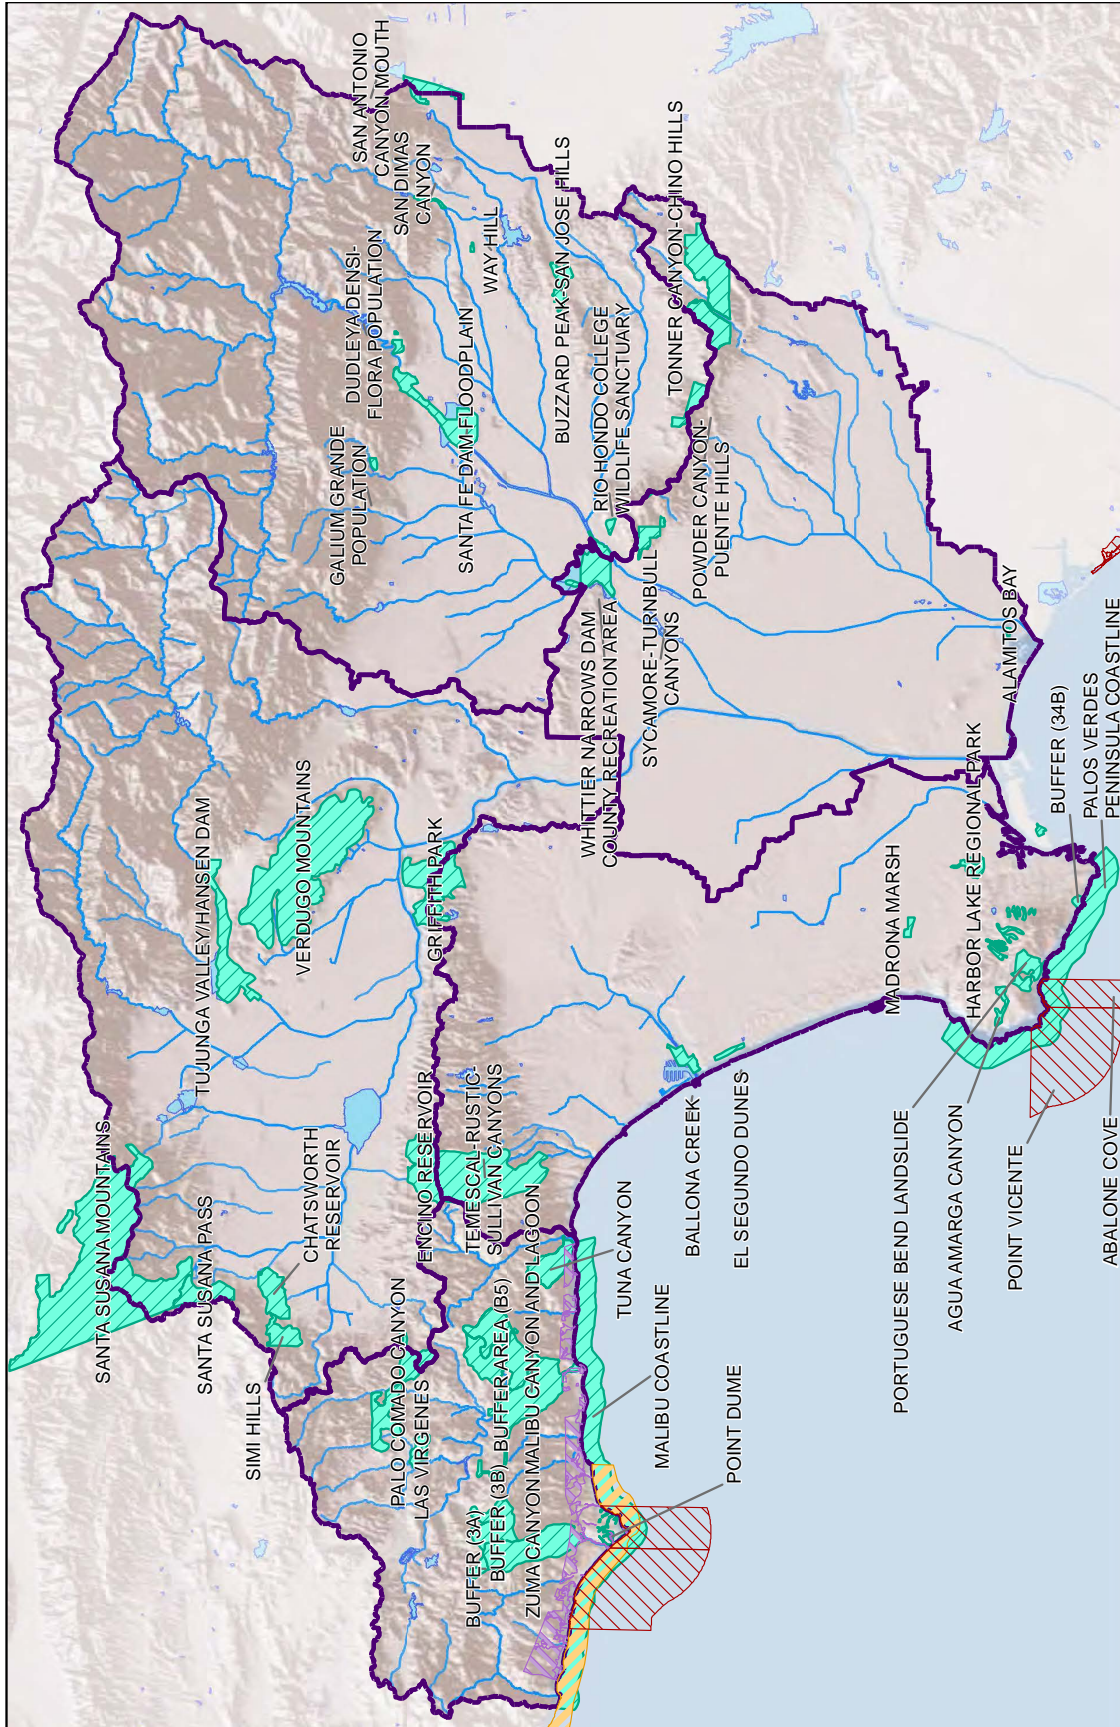 SAN ANTONIO
CANYON MOUTH
SAN DIMAS
CANYON
DUDLEYA DENSI-
FLORA POPULATION
WAY HILL
GALIUM GRANDE
POPULATION
SANTA FE DAM FLOODPLAIN
BUZZARD PEAK-SAN JOSE HILLS
RIO HONDO COLLEGE
WILDLIFE SANCTUARY
TONNER CANYON-CHINO HILLS
POWDER CANYON-
PUENTE HILLS
WHITTIER NARROWS DAM
COUNTY RECREATION AREA
SYCAMORE-TURNBULL
CANYONS
ALAMITOS BAY
TUJUNGA VALLEY/HANSEN DAM
VERDUGO MOUNTAINS
GRIFFITH PARK
MADRONA MARSH
HARBOR LAKE REGIONAL PARK
BUFFER (34B)
PALOS VERDES
PENINSULA COASTLINE
SANTA SUSANA MOUNTAINS
SANTA SUSANA PASS
SIMI HILLS
CHATSWORTH
RESERVOIR
PALO COMADO CANYON
LAS VIRGENES
ENCINO RESERVOIR
TEMESCAL-RUSTIC-
SULLIVAN CANYONS
BUFFER (3A)
BUFFER (3B)
BUFFER AREA (B5)
ZUMA CANYON
MALIBU CANYON AND LAGOON
TUNA CANYON
MALIBU COASTLINE
POINT DUME
BALLONA CREEK
EL SEGUNDO DUNES
PORTUGUESE BEND LANDSLIDE
AGUA AMARGA CANYON
POINT VICENTE
ABALONE COVE